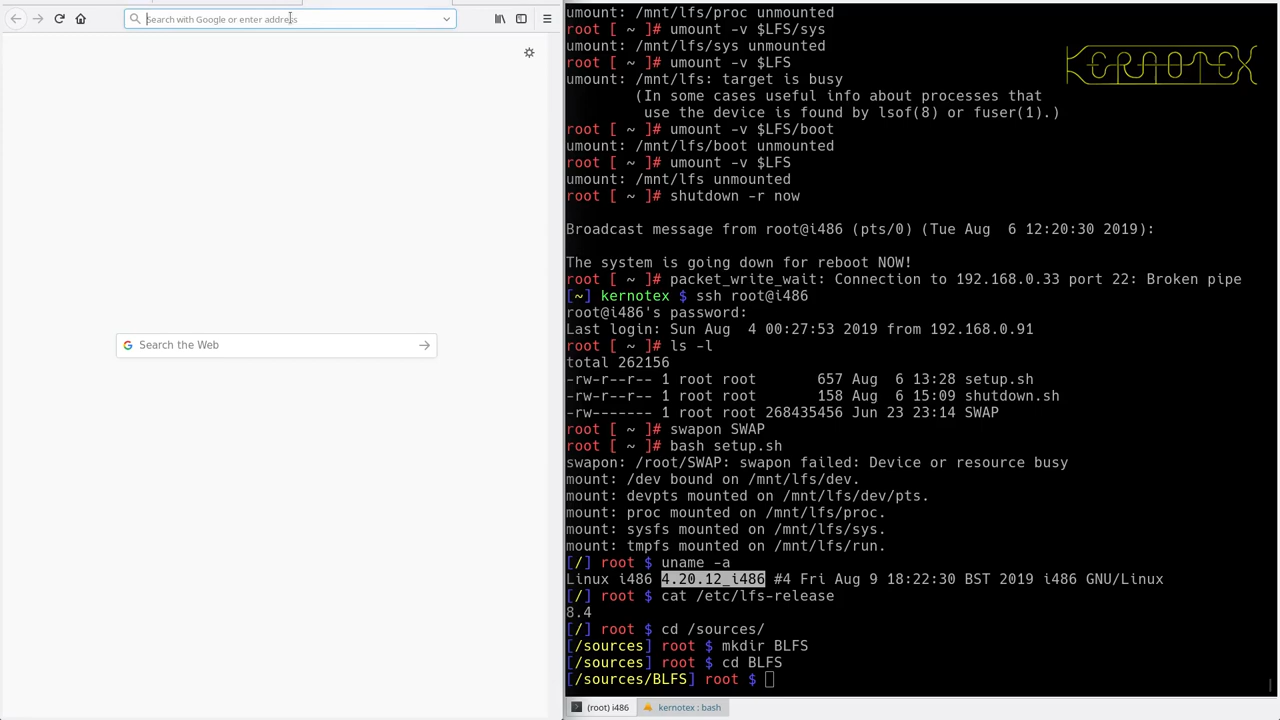 Search with Google or enter address
Search the Web
umount: /mnt/lfs/proc unmounted
root [ ~ ]# umount -v $LFS/sys
umount: /mnt/lfs/sys unmounted
root [ ~ ]# umount -v $LFS
umount: /mnt/lfs: target is busy
(In some cases useful info about processes that
use the device is found by lsof(8) or fuser(1).)
root [ ~ ]# umount -v $LFS/boot
umount: /mnt/lfs/boot unmounted
root [ ~ ]# umount -v $LFS
umount: /mnt/lfs unmounted
root [ ~ ]# shutdown -r now
Broadcast message from root@i486 (pts/0) (Tue Aug  6 12:20:30 2019):
The system is going down for reboot NOW!
root [ ~ ]# packet_write_wait: Connection to 192.168.0.33 port 22: Broken pipe
[~] kernotex $ ssh root@i486
root@i486's password:
Last login: Sun Aug  4 00:27:53 2019 from 192.168.0.91
root [ ~ ]# ls -l
total 262156
-rw-r--r-- 1 root root       657 Aug  6 13:28 setup.sh
-rw-r--r-- 1 root root       158 Aug  6 15:09 shutdown.sh
-rw------- 1 root root 268435456 Jun 23 23:14 SWAP
root [ ~ ]# swapon SWAP
root [ ~ ]# bash setup.sh
swapon: /root/SWAP: swapon failed: Device or resource busy
mount: /dev bound on /mnt/lfs/dev.
mount: devpts mounted on /mnt/lfs/dev/pts.
mount: proc mounted on /mnt/lfs/proc.
mount: sysfs mounted on /mnt/lfs/sys.
mount: tmpfs mounted on /mnt/lfs/run.
[/] root $ uname -a
Linux i486 4.20.12_i486 #4 Fri Aug 9 18:22:30 BST 2019 i486 GNU/Linux
[/] root $ cat /etc/lfs-release
8.4
[/] root $ cd /sources/
[/sources] root $ mkdir BLFS
[/sources] root $ cd BLFS
[/sources/BLFS] root $
KERNOTEX
(root) i486
kernotex : bash